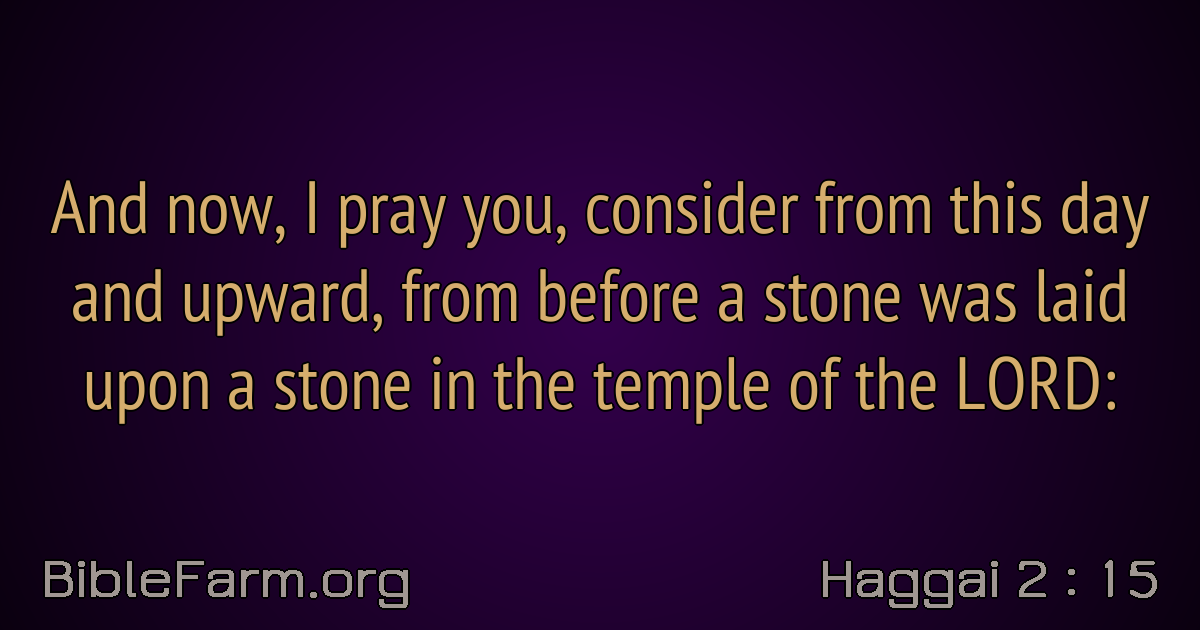 And now, I pray you, consider from this day
and upward, from before a stone was laid
upon a stone in the temple of the LORD:
BibleFarm.org
Haggai 2 : 15